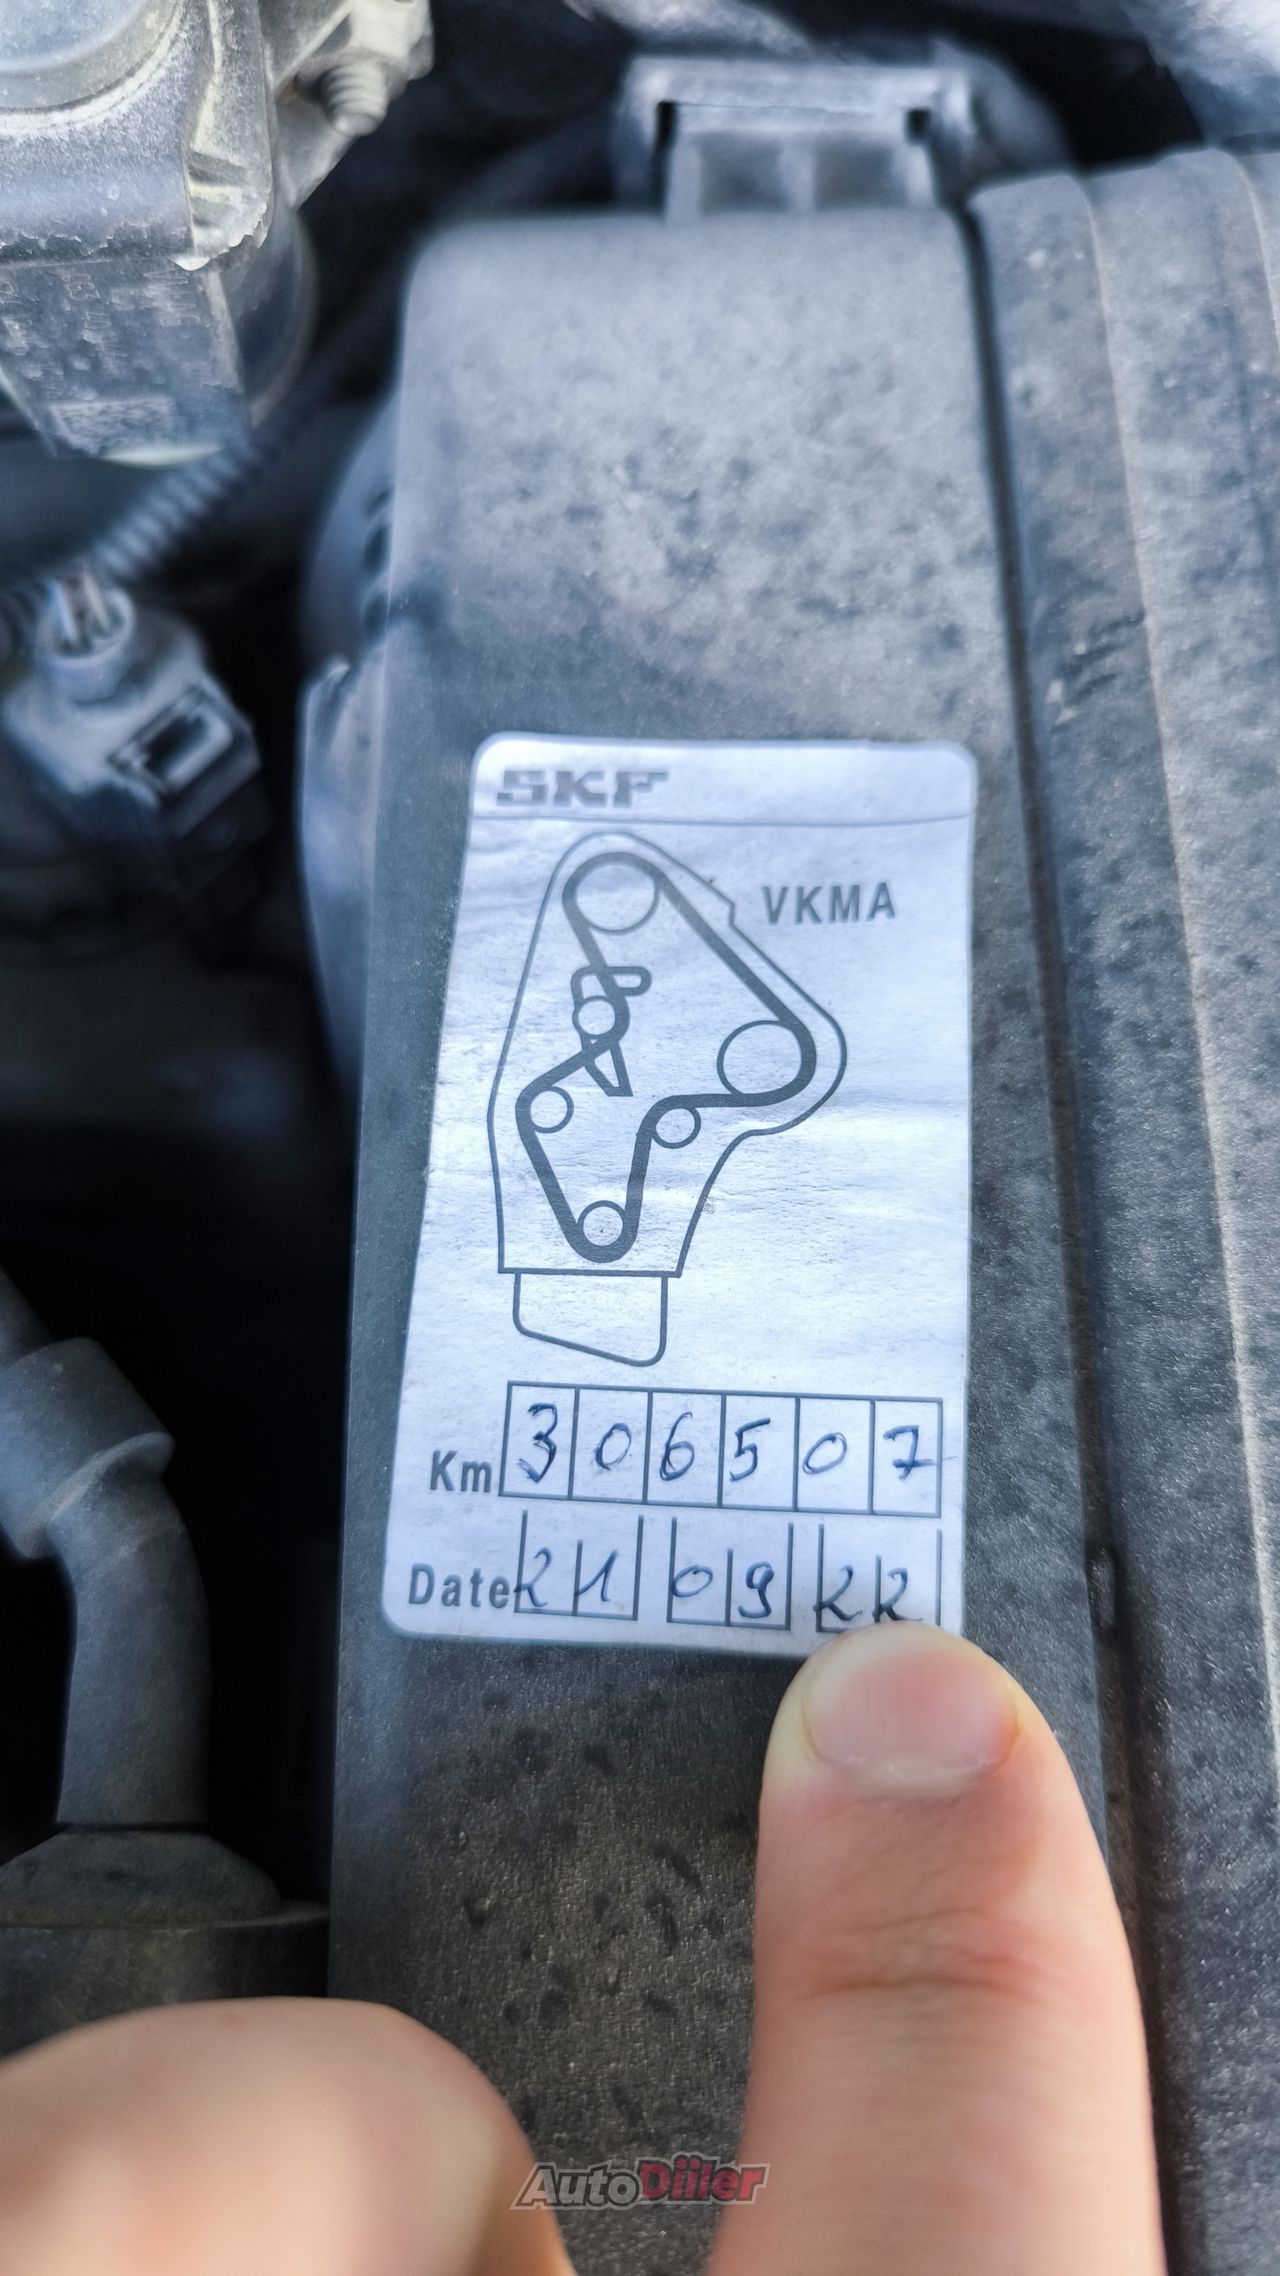 SKF
VKMA
Km 306507
Date 21 09 22
AutoDiiler